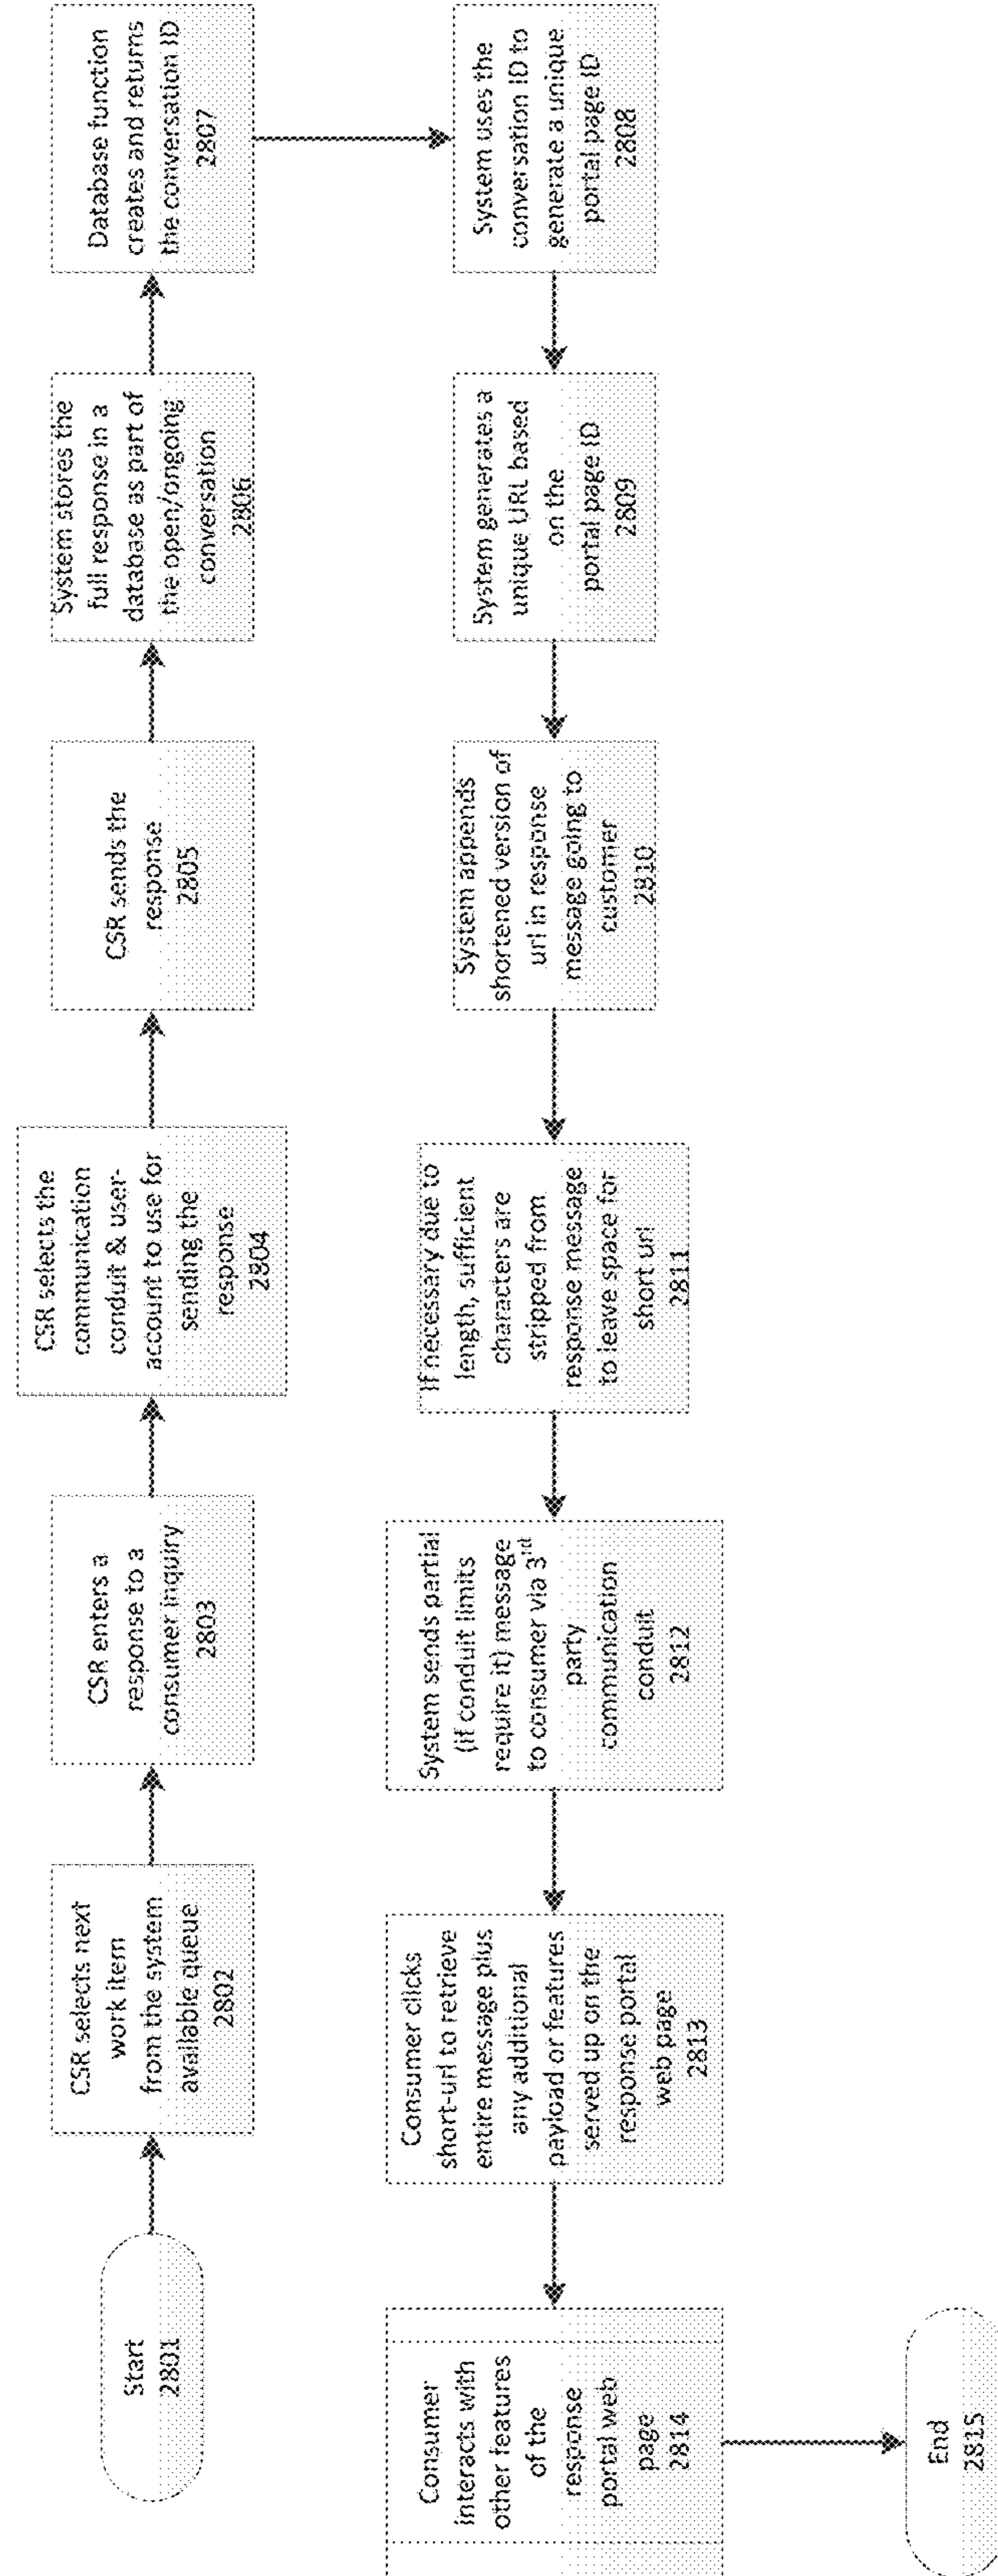 Start
2801
CSR selects next
work item
from the system
available queue
2802
CSR enters a
response to a
consumer inquiry
2803
CSR selects the
communication
conduit & user-
account to use for
sending the
response
2804
CSR sends the
response
2805
System stores the
full response in a
database as part of
the open/ongoing
conversation
2806
Database function
creates and returns
the conversation ID
2807
System uses the
conversation ID to
generate a unique
portal page ID
2808
System generates a
unique URL based
on the
portal page ID
2809
System appends
shortened version of
url in response
message going to
customer
2810
If necessary due to
length, sufficient
characters are
stripped from
response message
to leave space for
short url
2811
System sends partial
(if conduit limits
require it) message
to consumer via 3rd
party
communication
conduit
2812
Consumer clicks
short-url to retrieve
entire message plus
any additional
payload or features
served up on the
response portal
web page
2813
Consumer
interacts with
other features
of the
response
portal web
page
2814
End
2815